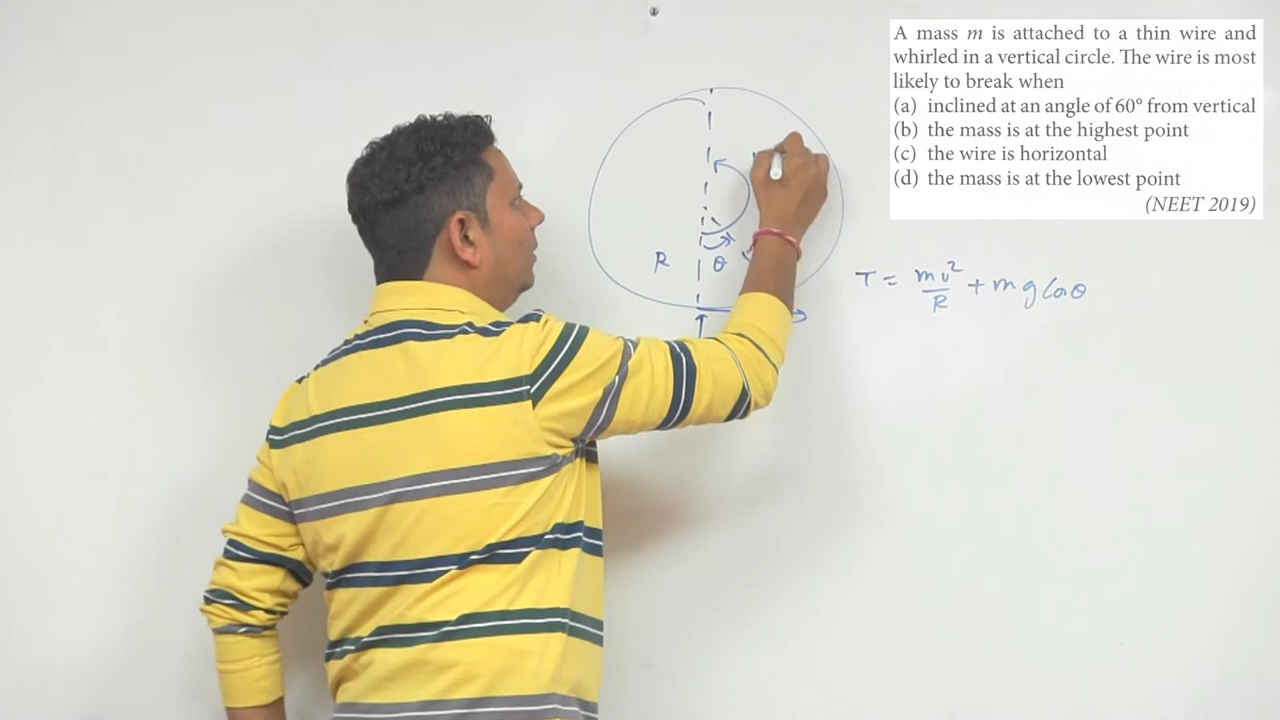 A mass m is attached to a thin wire and
whirled in a vertical circle. The wire is most
likely to break when
(a) inclined at an angle of 60° from vertical
(b) the mass is at the highest point
(c) the wire is horizontal
(d) the mass is at the lowest point
(NEET 2019)
R θ
T = mv²/R + mg cos θ